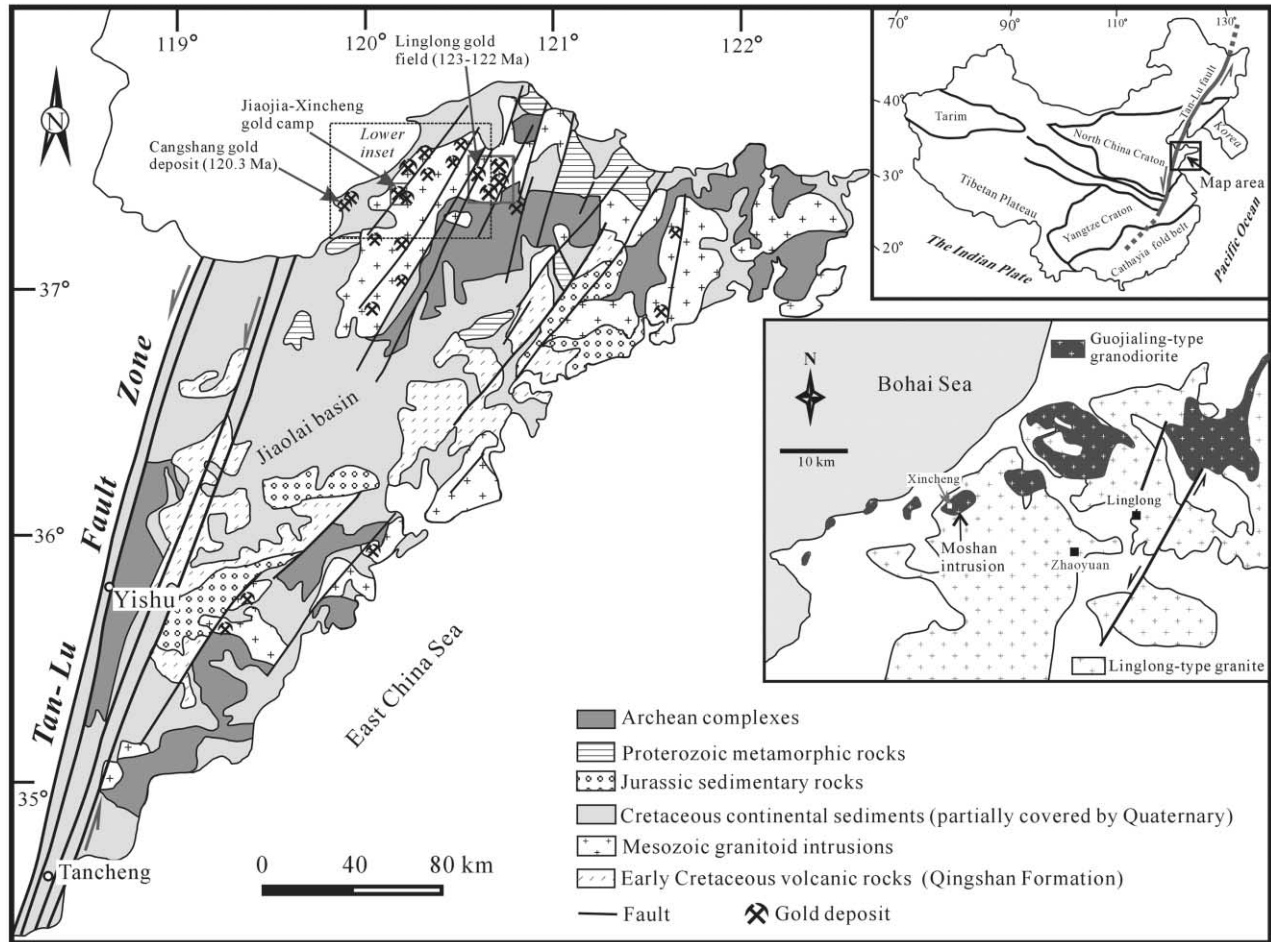 119°
120°
121°
122°
Linglong gold
field (123-122 Ma)
Jiaojia-Xincheng
gold camp
Lower
inset
Cangshang gold
deposit (120.3 Ma)
N
37°
36°
35°
Tan-Lu Fault Zone
Jiaolai basin
Yishu
Tancheng
East China Sea
0 40 80 km
70°
90°
110°
130°
40°
30°
20°
Tarim
North China Craton
Tan-Lu fault
Korea
Map area
Tibetan Plateau
Yangtze Craton
Cathayia fold belt
The Indian Plate
Pacific Ocean
Guojialing-type
granodiorite
N
Bohai Sea
10 km
Xincheng
Linglong
Moshan
intrusion
Zhaoyuan
Linglong-type granite
Archean complexes
Proterozoic metamorphic rocks
Jurassic sedimentary rocks
Cretaceous continental sediments (partially covered by Quaternary)
Mesozoic granitoid intrusions
Early Cretaceous volcanic rocks (Qingshan Formation)
Fault
Gold deposit